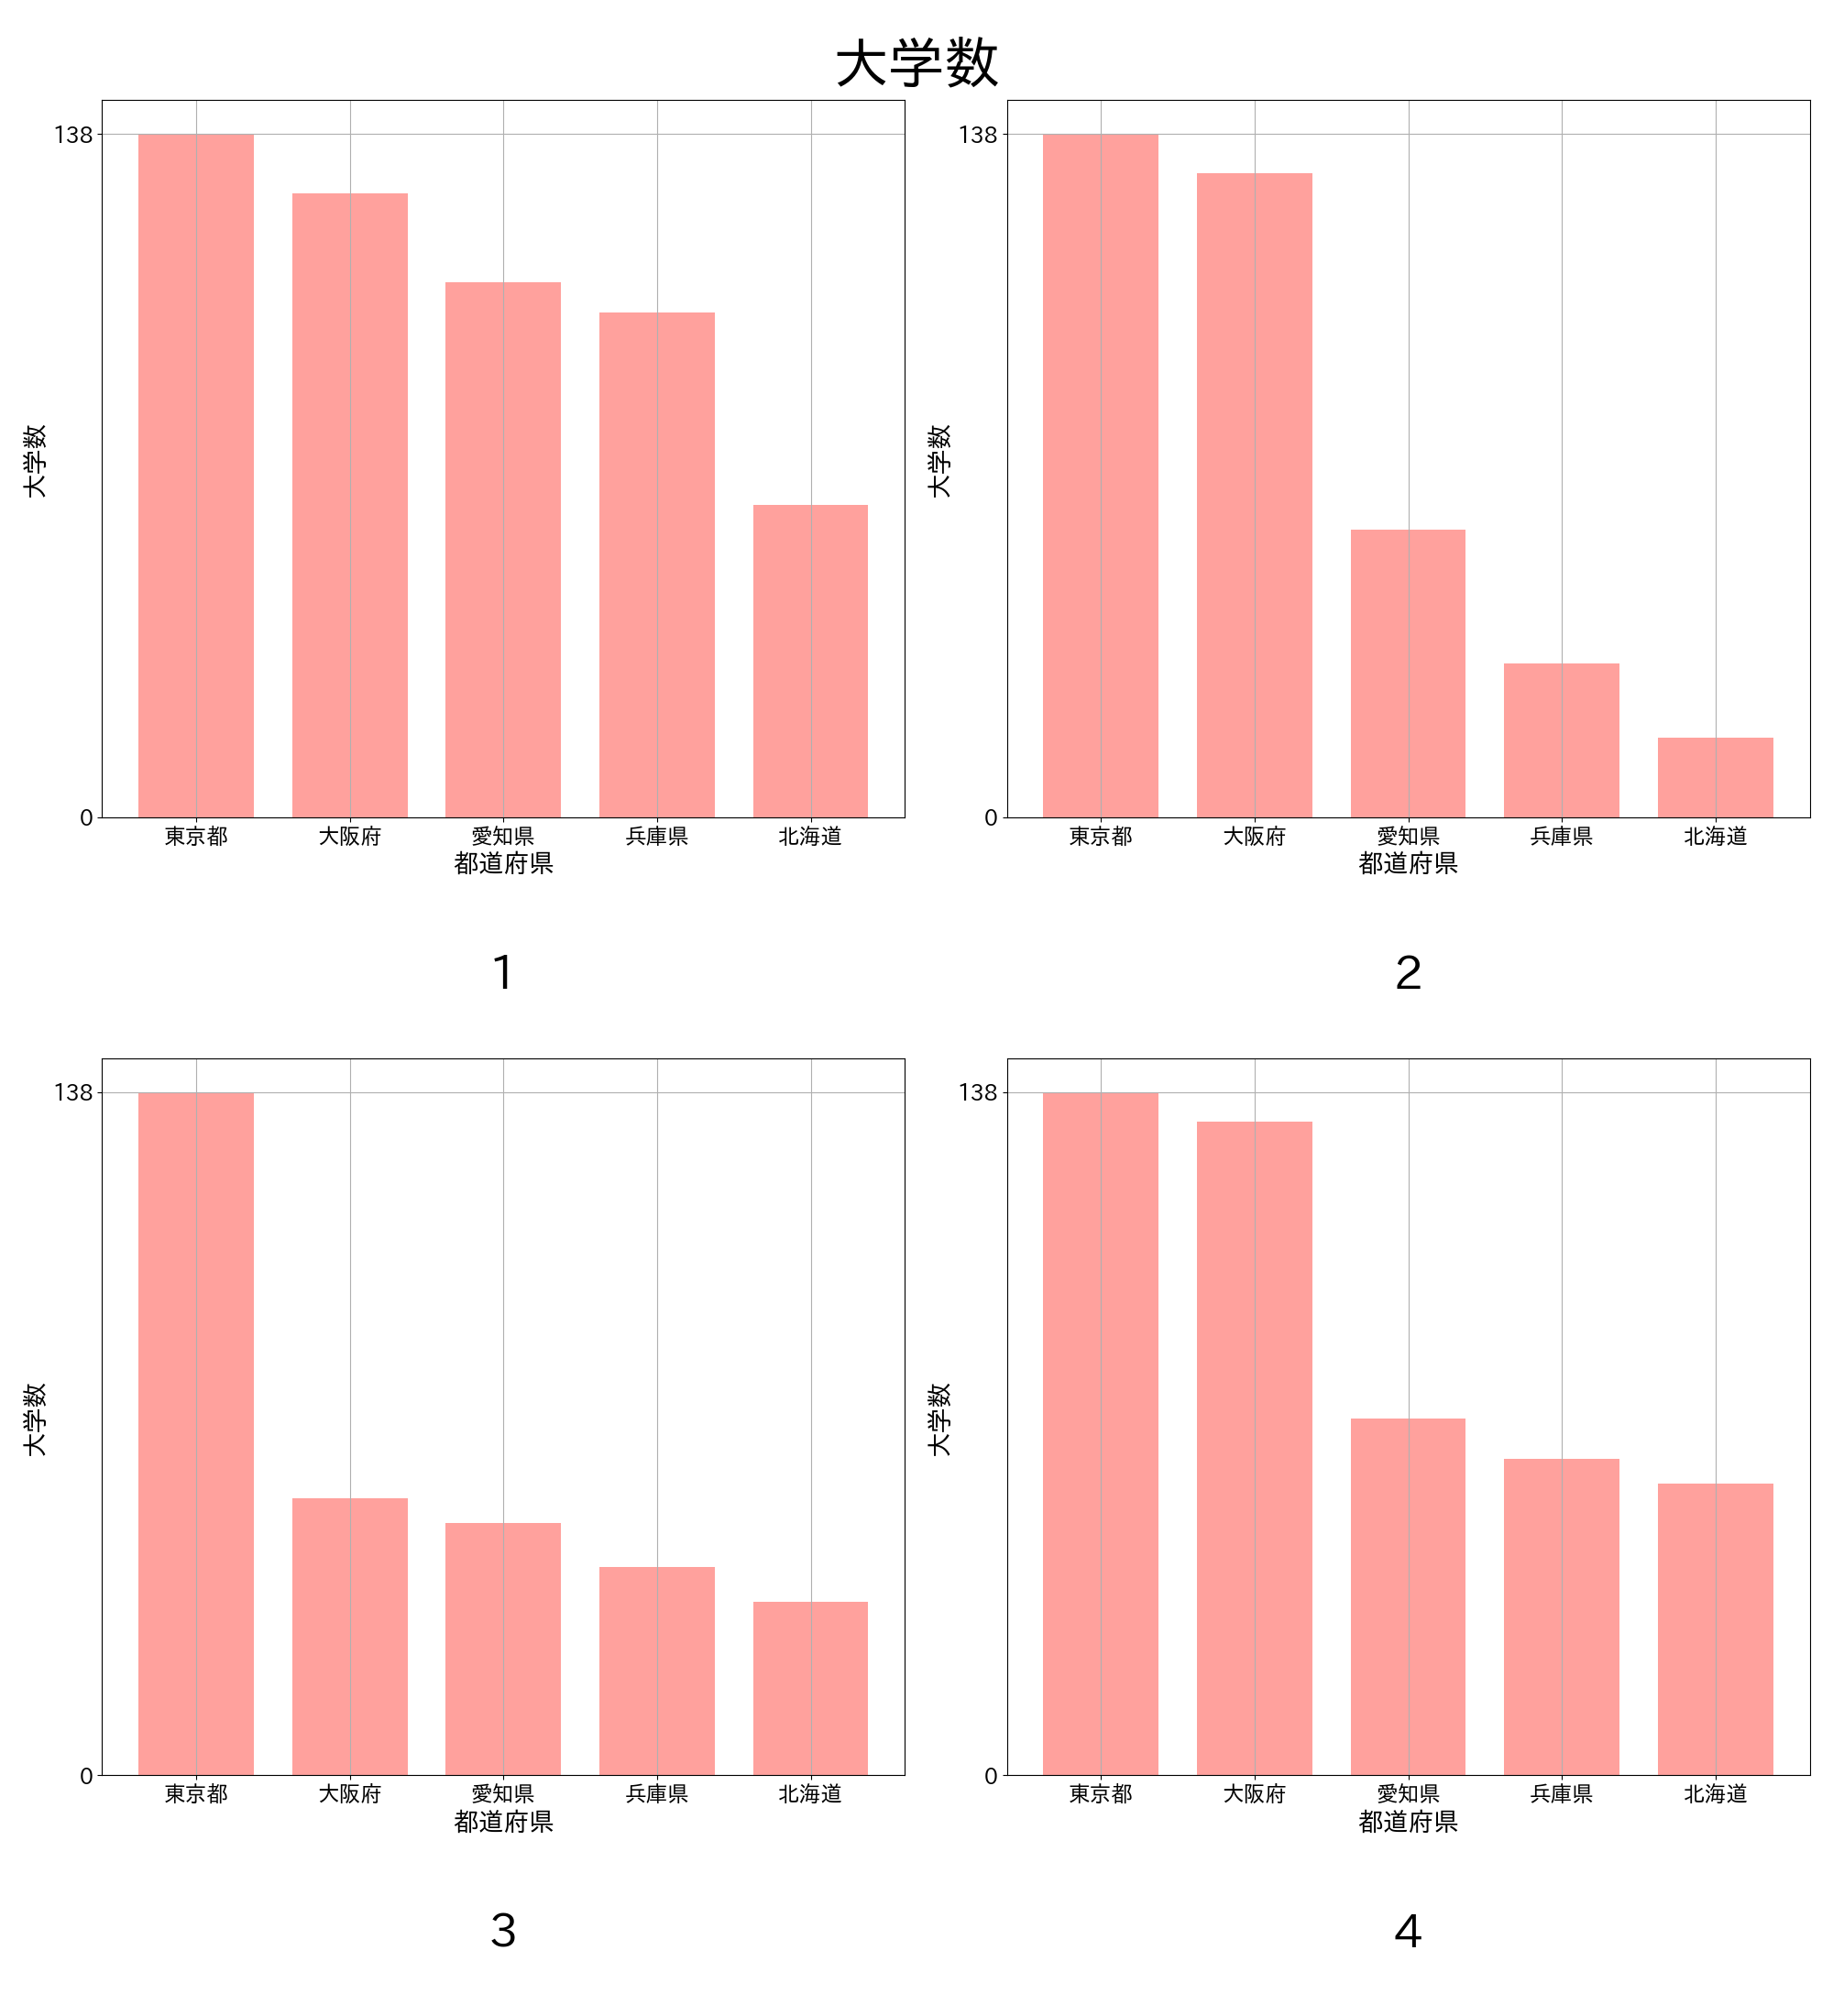 大学数
138
0
大学数
東京都 大阪府 愛知県 兵庫県 北海道
都道府県
1
138
0
大学数
東京都 大阪府 愛知県 兵庫県 北海道
都道府県
2
138
0
大学数
東京都 大阪府 愛知県 兵庫県 北海道
都道府県
3
138
0
大学数
東京都 大阪府 愛知県 兵庫県 北海道
都道府県
4